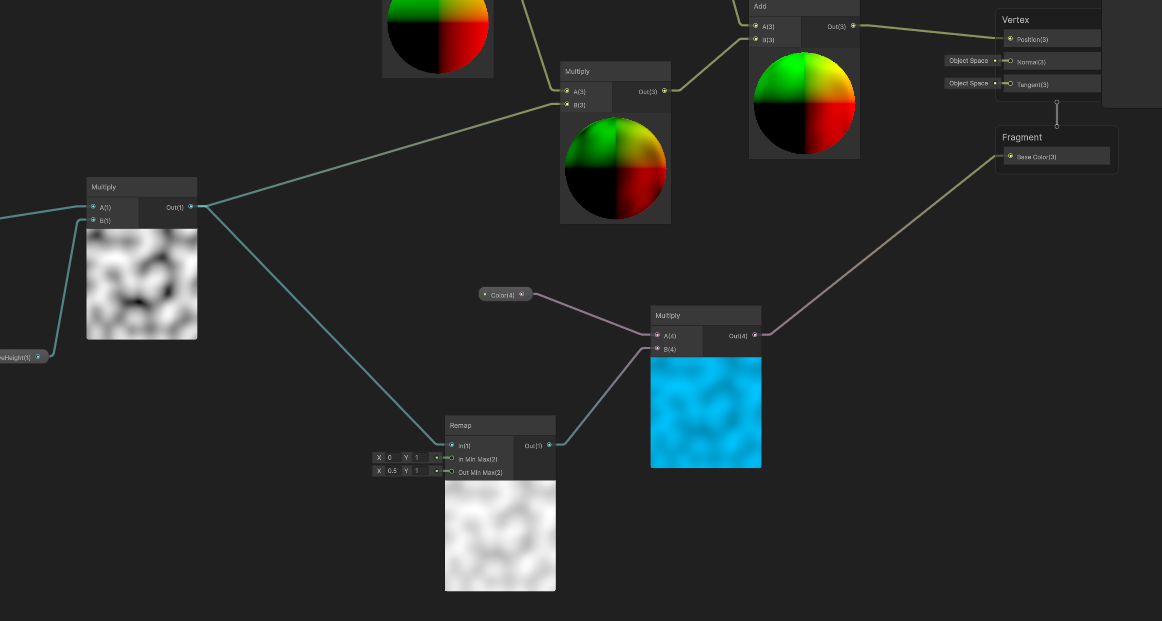 Add
A(3) Out(3)
B(3)
Vertex
Position(3)
Object Space Normal(3)
Object Space Tangent(3)
Multiply
A(3) Out(3)
B(3)
Fragment
Base Color(3)
Multiply
A(1) Out(1)
B(1)
Color(4)
Multiply
A(4) Out(4)
B(4)
eHeight(1)
Remap
In(1) Out(1)
X 0 Y 1 In Min Max(2)
X 0.5 Y 1 Out Min Max(2)